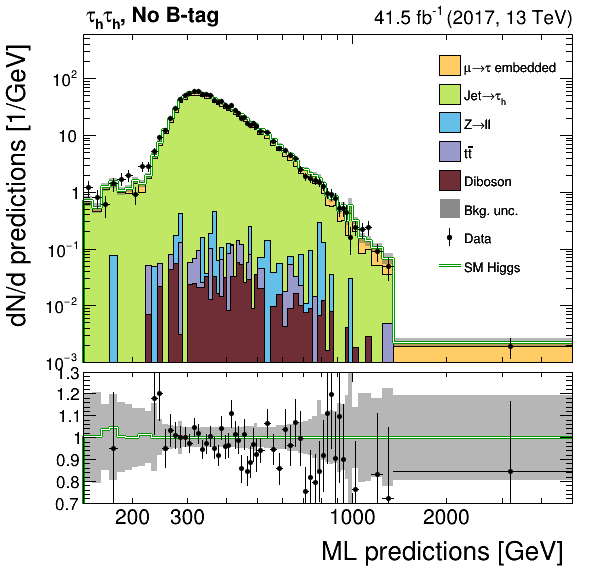 τₕτₕ, No B-tag
41.5 fb⁻¹ (2017, 13 TeV)
dN/d predictions [1/GeV]
10²
10
1
10⁻¹
10⁻²
10⁻³
μ→τ embedded
Jet→τₕ
Z→ll
tt̄
Diboson
Bkg. unc.
Data
SM Higgs
1.3
1.2
1.1
1.0
0.9
0.8
0.7
200
300
1000
2000
ML predictions [GeV]